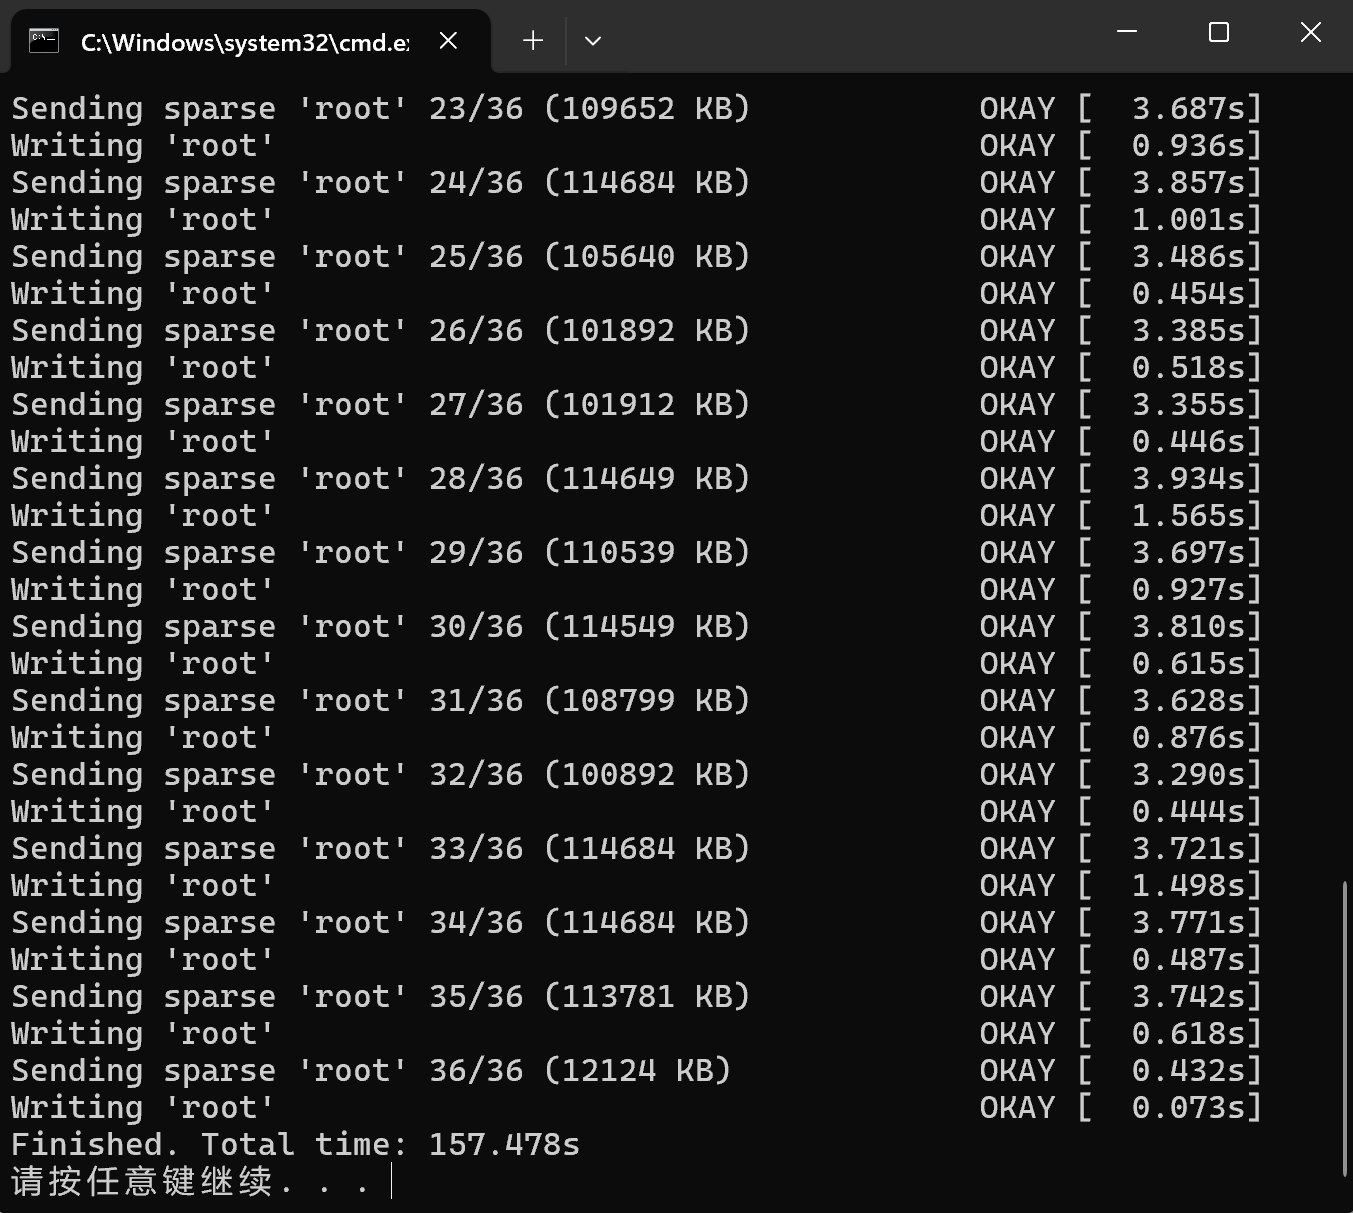 C:\Windows\system32\cmd.ex
Sending sparse 'root' 23/36 (109652 KB) OKAY [ 3.687s]
Writing 'root' OKAY [ 0.936s]
Sending sparse 'root' 24/36 (114684 KB) OKAY [ 3.857s]
Writing 'root' OKAY [ 1.001s]
Sending sparse 'root' 25/36 (105640 KB) OKAY [ 3.486s]
Writing 'root' OKAY [ 0.454s]
Sending sparse 'root' 26/36 (101892 KB) OKAY [ 3.385s]
Writing 'root' OKAY [ 0.518s]
Sending sparse 'root' 27/36 (101912 KB) OKAY [ 3.355s]
Writing 'root' OKAY [ 0.446s]
Sending sparse 'root' 28/36 (114649 KB) OKAY [ 3.934s]
Writing 'root' OKAY [ 1.565s]
Sending sparse 'root' 29/36 (110539 KB) OKAY [ 3.697s]
Writing 'root' OKAY [ 0.927s]
Sending sparse 'root' 30/36 (114549 KB) OKAY [ 3.810s]
Writing 'root' OKAY [ 0.615s]
Sending sparse 'root' 31/36 (108799 KB) OKAY [ 3.628s]
Writing 'root' OKAY [ 0.876s]
Sending sparse 'root' 32/36 (100892 KB) OKAY [ 3.290s]
Writing 'root' OKAY [ 0.444s]
Sending sparse 'root' 33/36 (114684 KB) OKAY [ 3.721s]
Writing 'root' OKAY [ 1.498s]
Sending sparse 'root' 34/36 (114684 KB) OKAY [ 3.771s]
Writing 'root' OKAY [ 0.487s]
Sending sparse 'root' 35/36 (113781 KB) OKAY [ 3.742s]
Writing 'root' OKAY [ 0.618s]
Sending sparse 'root' 36/36 (12124 KB) OKAY [ 0.432s]
Writing 'root' OKAY [ 0.073s]
Finished. Total time: 157.478s
请按任意键继续. . .